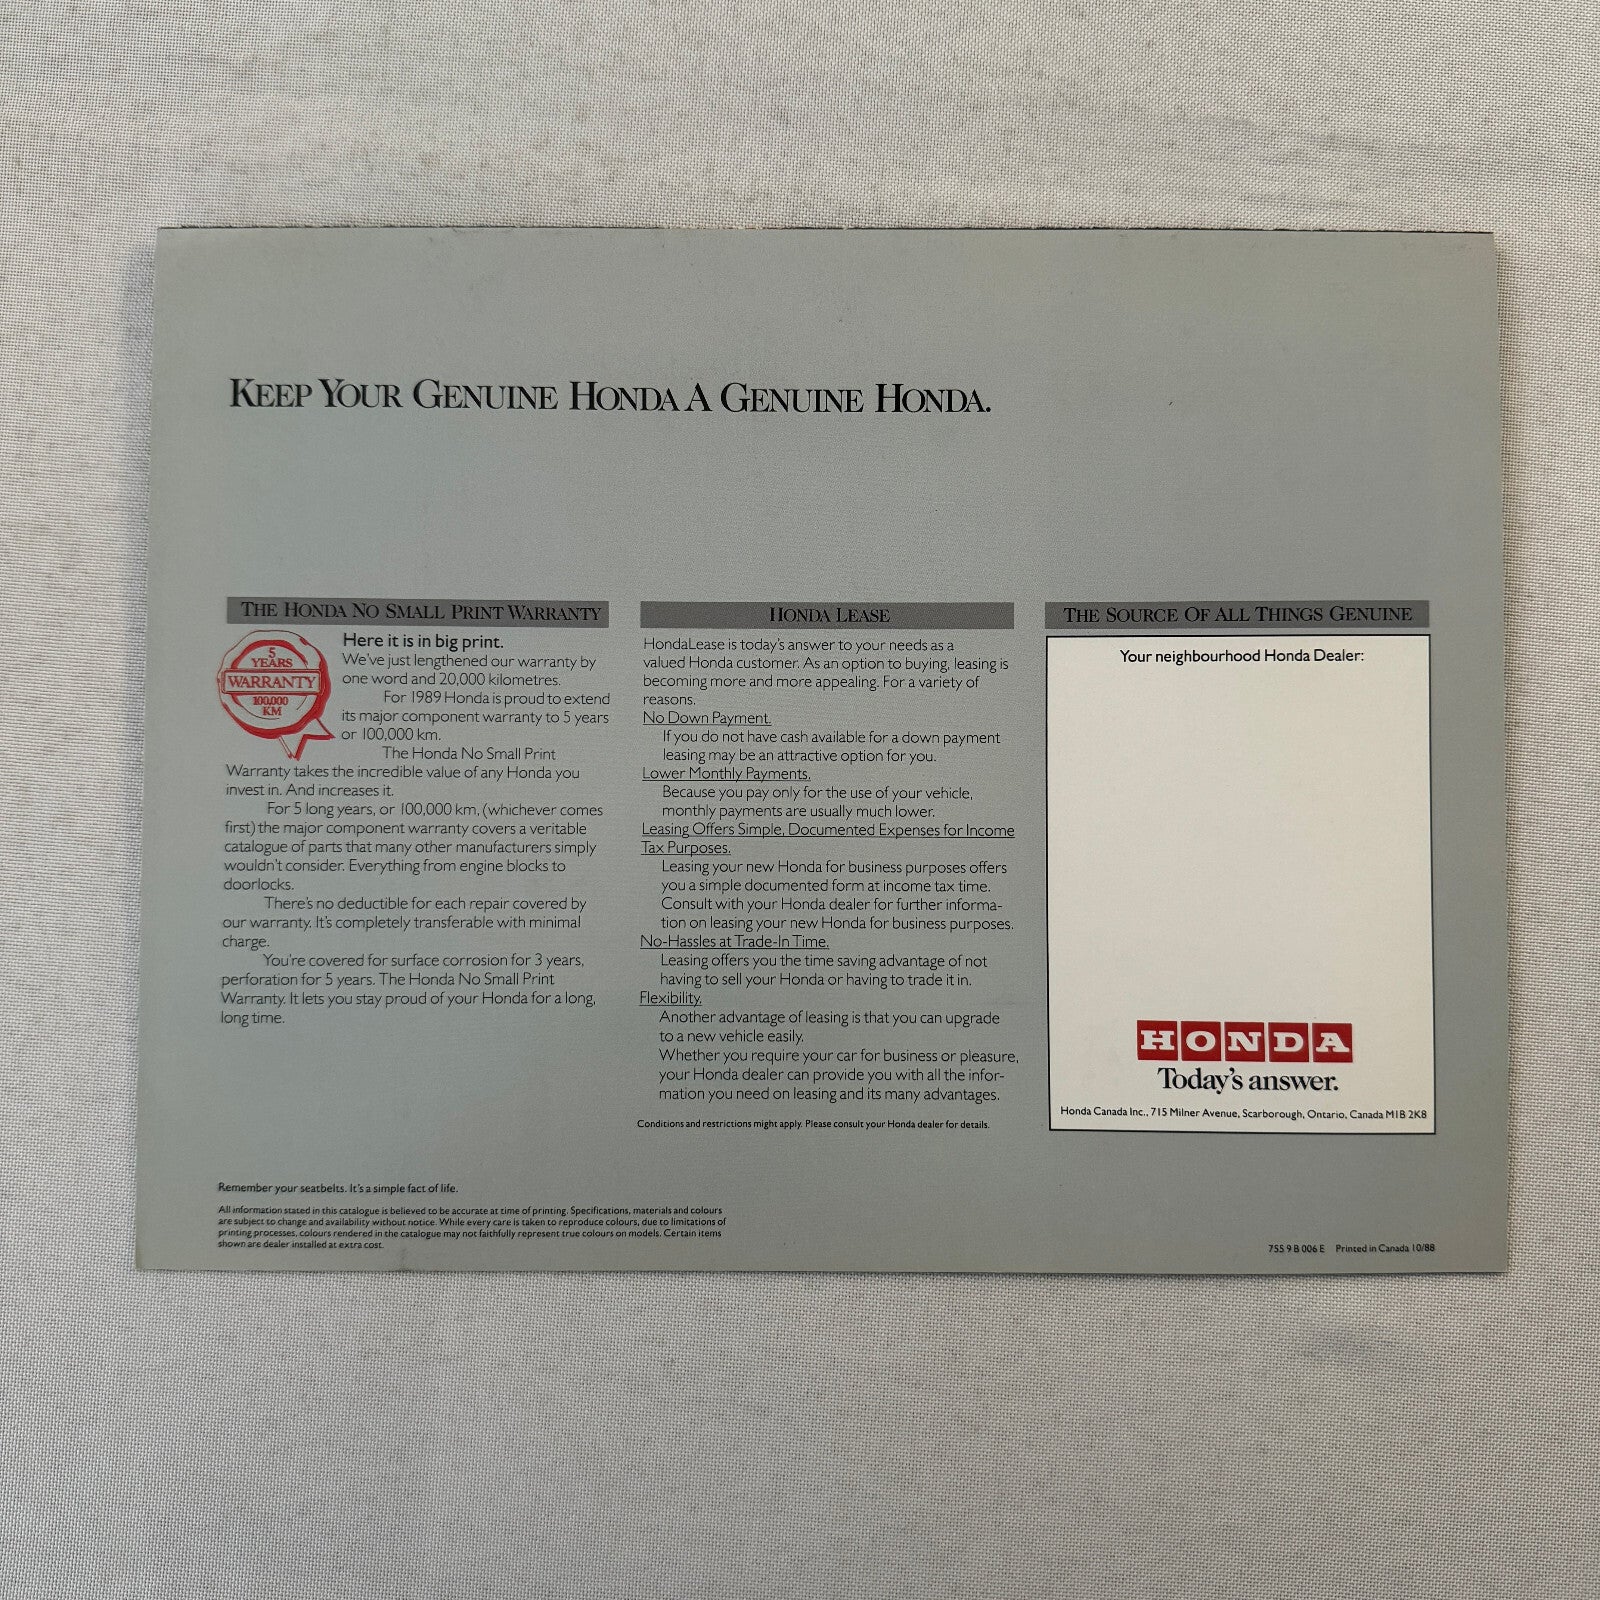 KEEP YOUR GENUINE HONDA A GENUINE HONDA.
THE HONDA NO SMALL PRINT WARRANTY
5
YEARS
WARRANTY
100,000
KM
Here it is in big print.
We've just lengthened our warranty by
one word and 20,000 kilometres.
For 1989 Honda is proud to extend
its major component warranty to 5 years
or 100,000 km.
The Honda No Small Print
Warranty takes the incredible value of any Honda you
invest in. And increases it.
For 5 long years, or 100,000 km, (whichever comes
first) the major component warranty covers a veritable
catalogue of parts that many other manufacturers simply
wouldn't consider. Everything from engine blocks to
doorlocks.
There's no deductible for each repair covered by
our warranty. It's completely transferable with minimal
charge.
You're covered for surface corrosion for 3 years,
perforation for 5 years. The Honda No Small Print
Warranty. It lets you stay proud of your Honda for a long,
long time.
HONDA LEASE
HondaLease is today's answer to your needs as a
valued Honda customer. As an option to buying, leasing is
becoming more and more appealing. For a variety of
reasons.
No Down Payment.
If you do not have cash available for a down payment
leasing may be an attractive option for you.
Lower Monthly Payments.
Because you pay only for the use of your vehicle,
monthly payments are usually much lower.
Leasing Offers Simple, Documented Expenses for Income
Tax Purposes.
Leasing your new Honda for business purposes offers
you a simple documented form at income tax time.
Consult with your Honda dealer for further informa-
tion on leasing your new Honda for business purposes.
No-Hassles at Trade-In Time.
Leasing offers you the time saving advantage of not
having to sell your Honda or having to trade it in.
Flexibility.
Another advantage of leasing is that you can upgrade
to a new vehicle easily.
Whether you require your car for business or pleasure,
your Honda dealer can provide you with all the infor-
mation you need on leasing and its many advantages.
Conditions and restrictions might apply. Please consult your Honda dealer for details.
THE SOURCE OF ALL THINGS GENUINE
Your neighbourhood Honda Dealer:
HONDA
Today's answer.
Honda Canada Inc., 715 Milner Avenue, Scarborough, Ontario, Canada M1B 2K8
Remember your seatbelts. It's a simple fact of life.
All information stated in this catalogue is believed to be accurate at time of printing. Specifications, materials and colours
are subject to change and availability without notice. While every care is taken to reproduce colours, due to limitations of
printing processes, colours rendered in the catalogue may not faithfully represent true colours on models. Certain items
shown are dealer installed at extra cost.
7SS 9 B 006 E Printed in Canada 10/88